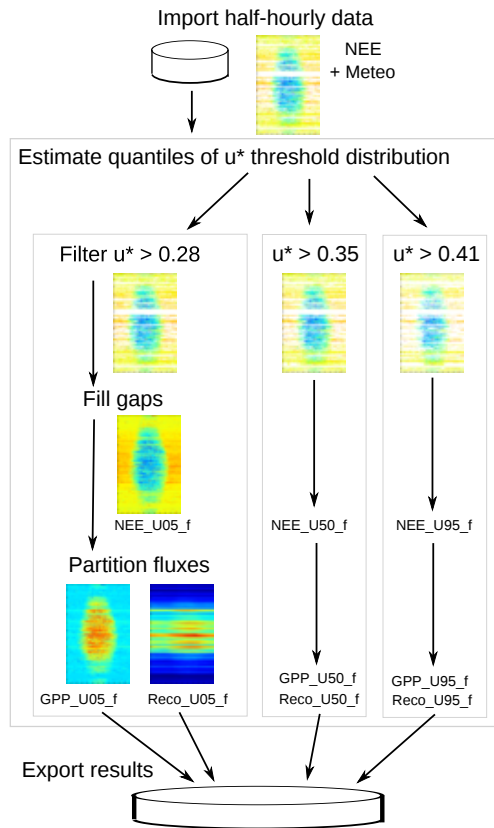 Import half-hourly data
NEE
+ Meteo
Estimate quantiles of u* threshold distribution
Filter u* > 0.28
u* > 0.35
u* > 0.41
Fill gaps
NEE_U05_f
NEE_U50_f
NEE_U95_f
Partition fluxes
GPP_U05_f
Reco_U05_f
GPP_U50_f
Reco_U50_f
GPP_U95_f
Reco_U95_f
Export results